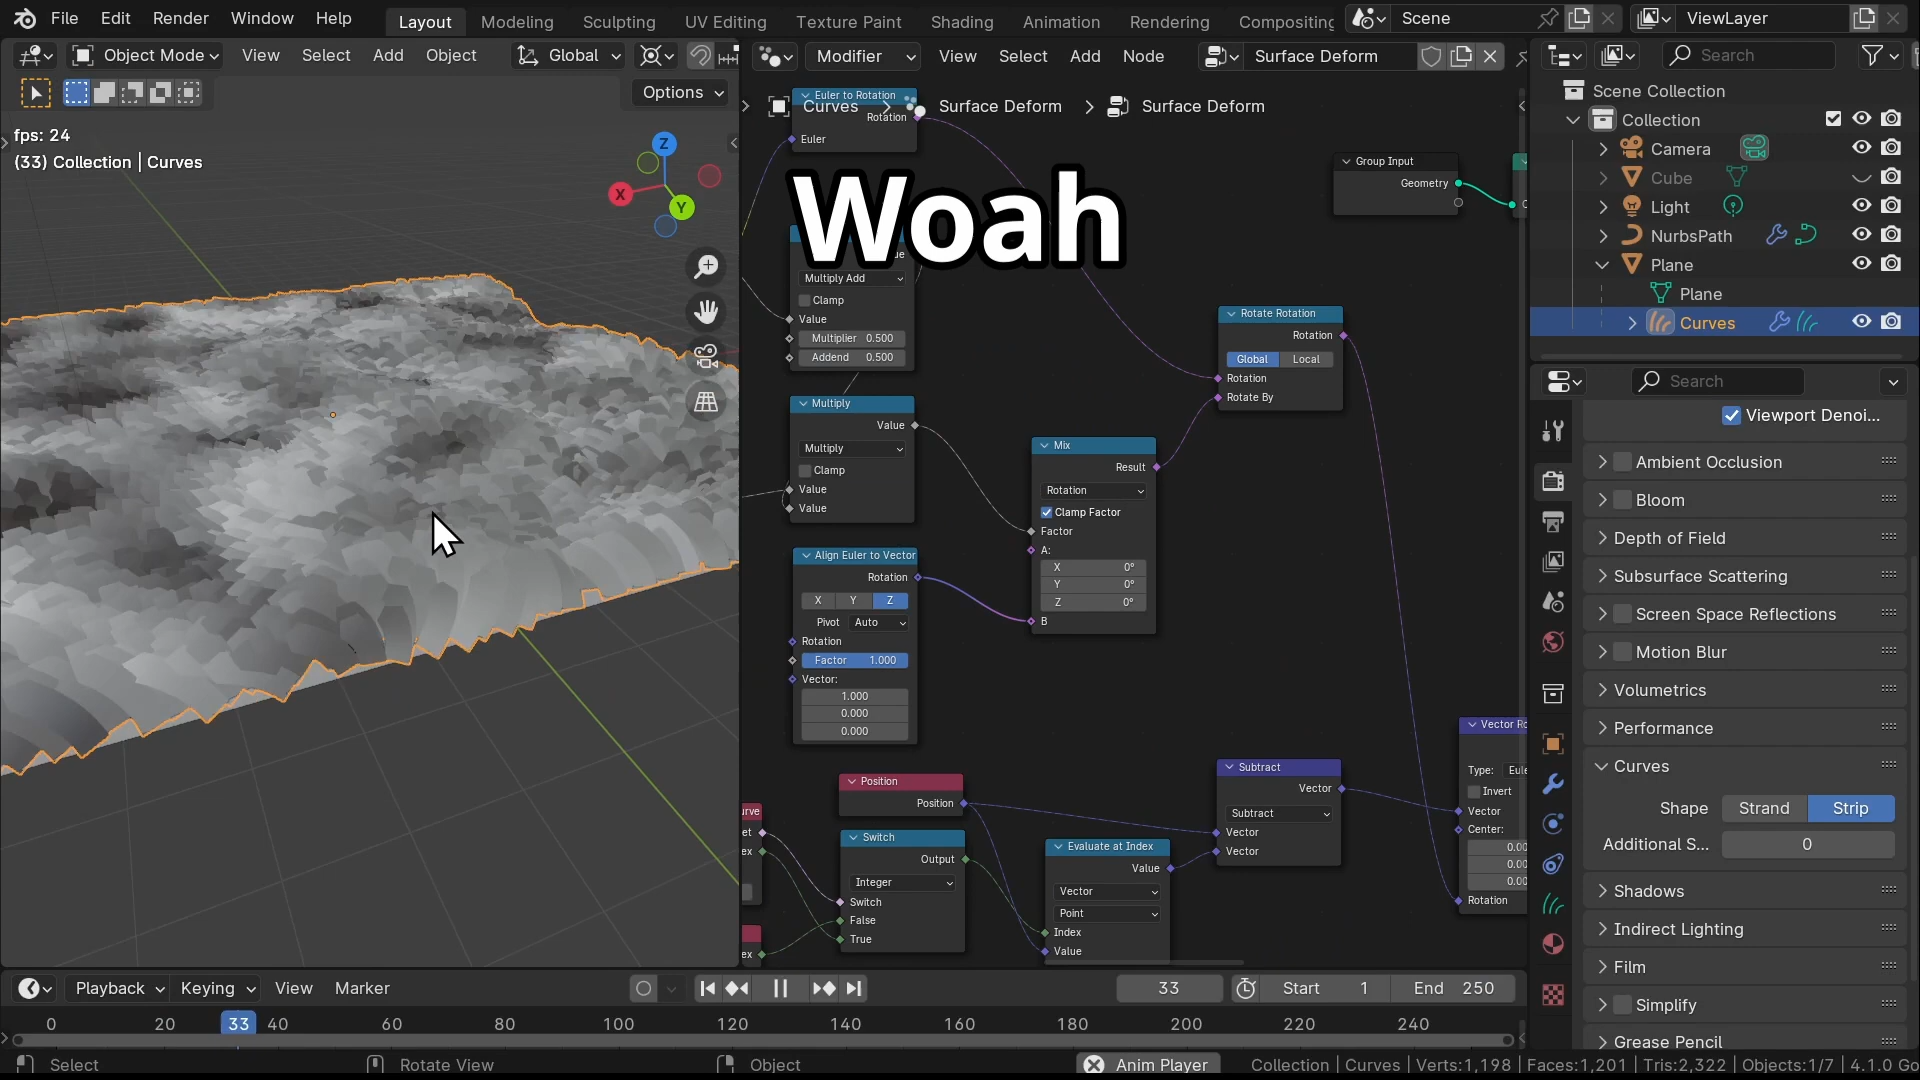 File Edit Render Window Help
Layout Modeling Sculpting UV Editing Texture Paint Shading Animation Rendering Compositing
Scene
ViewLayer
Object Mode View Select Add Object Global
Modifier View Select Add Node Surface Deform
Search
Options
Curves > Surface Deform > Surface Deform
fps: 24
(33) Collection | Curves
Z
X
Y
Woah
Euler to Rotation
Rotation
Euler
Multiply Add
Clamp
Value
Multiplier 0.500
Addend 0.500
Multiply
Value
Multiply
Clamp
Value
Value
Align Euler to Vector
Rotation
X Y Z
Pivot Auto
Rotation
Factor 1.000
Vector:
1.000
0.000
0.000
Mix
Result
Rotation
Clamp Factor
Factor
A:
X 0°
Y 0°
Z 0°
B
Group Input
Geometry
Rotate Rotation
Rotation
Global Local
Rotation
Rotate By
Position
Position
Switch
Output
Integer
Switch
False
True
Evaluate at Index
Value
Vector
Point
Index
Value
Subtract
Vector
Subtract
Vector
Vector
Vector Ro
Type: Eule
Invert
Vector
Center:
0.00
0.00
0.00
Rotation
Scene Collection
Collection
Camera
Cube
Light
NurbsPath
Plane
Plane
Curves
Search
Viewport Denoi...
Ambient Occlusion
Bloom
Depth of Field
Subsurface Scattering
Screen Space Reflections
Motion Blur
Volumetrics
Performance
Curves
Shape Strand Strip
Additional S... 0
Shadows
Indirect Lighting
Film
Simplify
Grease Pencil
Playback Keying View Marker
33 Start 1 End 250
0 20 33 40 60 80 100 120 140 160 180 200 220 240
Select Rotate View Object
Anim Player
Collection | Curves | Verts:1,198 | Faces:1,201 | Tris:2,322 | Objects:1/7 | 4.1.0 Go